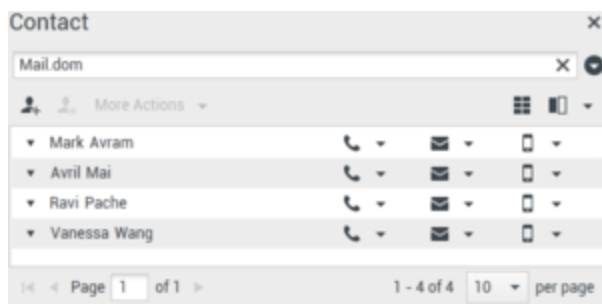 Contact
Mail.dom
More Actions
Mark Avram
Avril Mai
Ravi Pache
Vanessa Wang
Page 1 of 1 1 - 4 of 4 10 per page